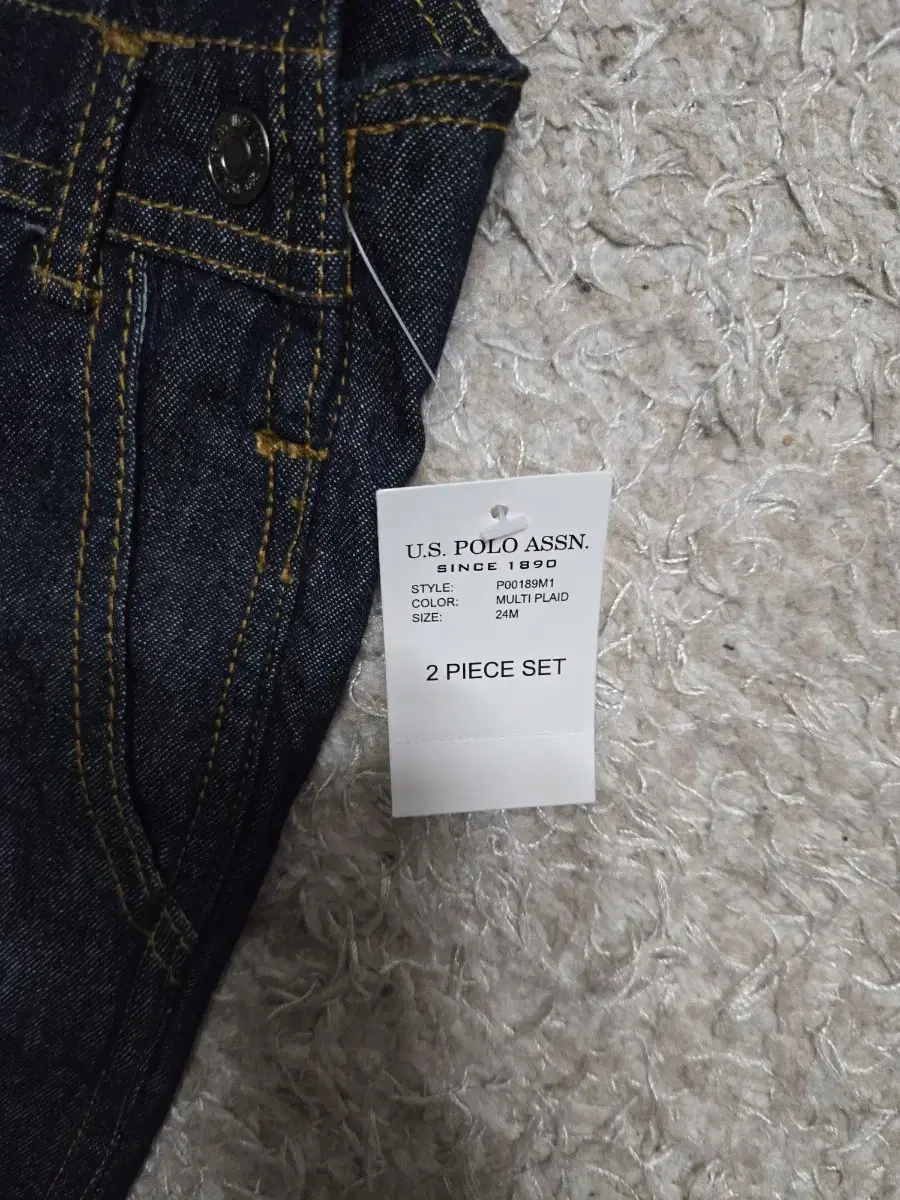 U.S. POLO ASSN.
SINCE 1890
STYLE: P00189M1
COLOR: MULTI PLAID
SIZE: 24M
2 PIECE SET